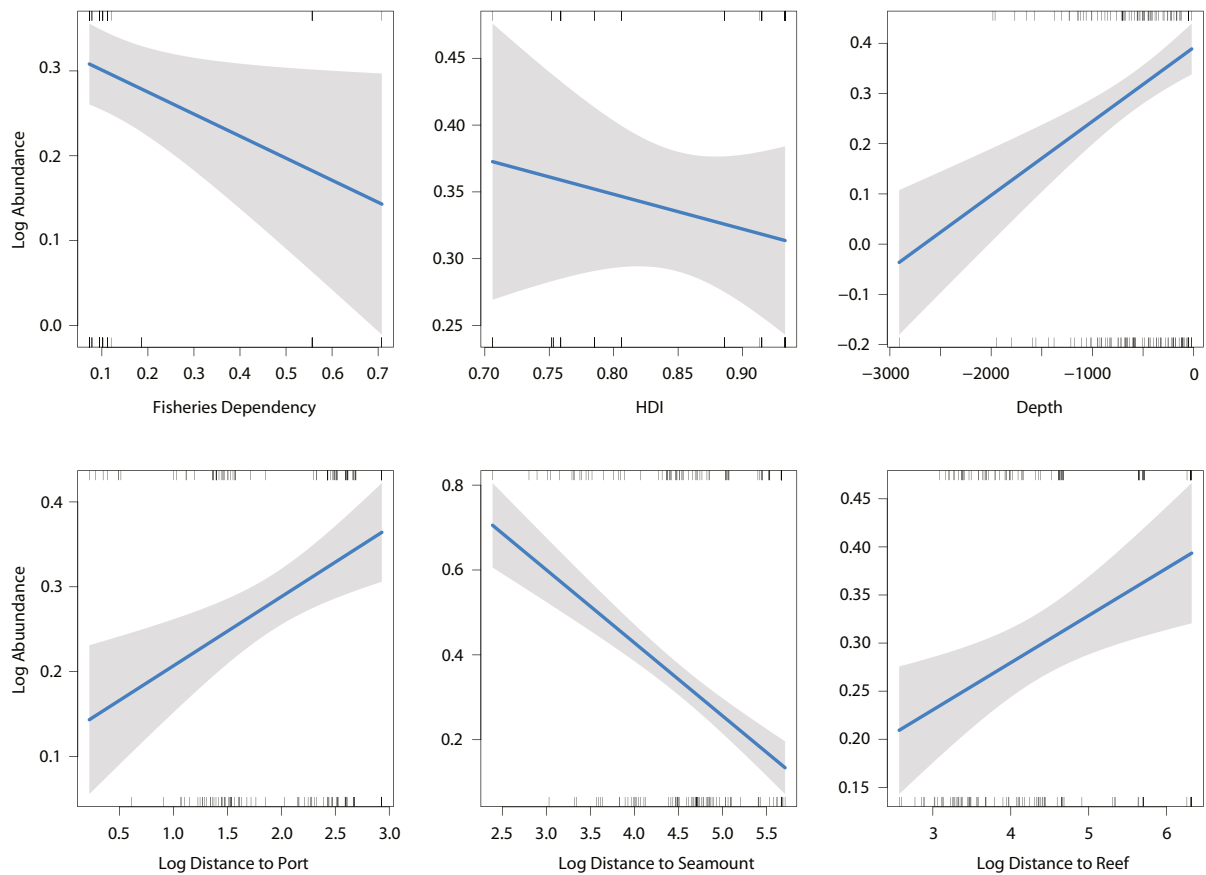 Log Abundance
0.3
0.2
0.1
0.0
0.1 0.2 0.3 0.4 0.5 0.6 0.7
Fisheries Dependency
0.45
0.40
0.35
0.30
0.25
0.70 0.75 0.80 0.85 0.90
HDI
0.4
0.3
0.2
0.1
0.0
−0.1
−0.2
−3000 −2000 −1000 0
Depth
Log Abuundance
0.4
0.3
0.2
0.1
0.5 1.0 1.5 2.0 2.5 3.0
Log Distance to Port
0.8
0.6
0.4
0.2
2.5 3.0 3.5 4.0 4.5 5.0 5.5
Log Distance to Seamount
0.45
0.40
0.35
0.30
0.25
0.20
0.15
3 4 5 6
Log Distance to Reef